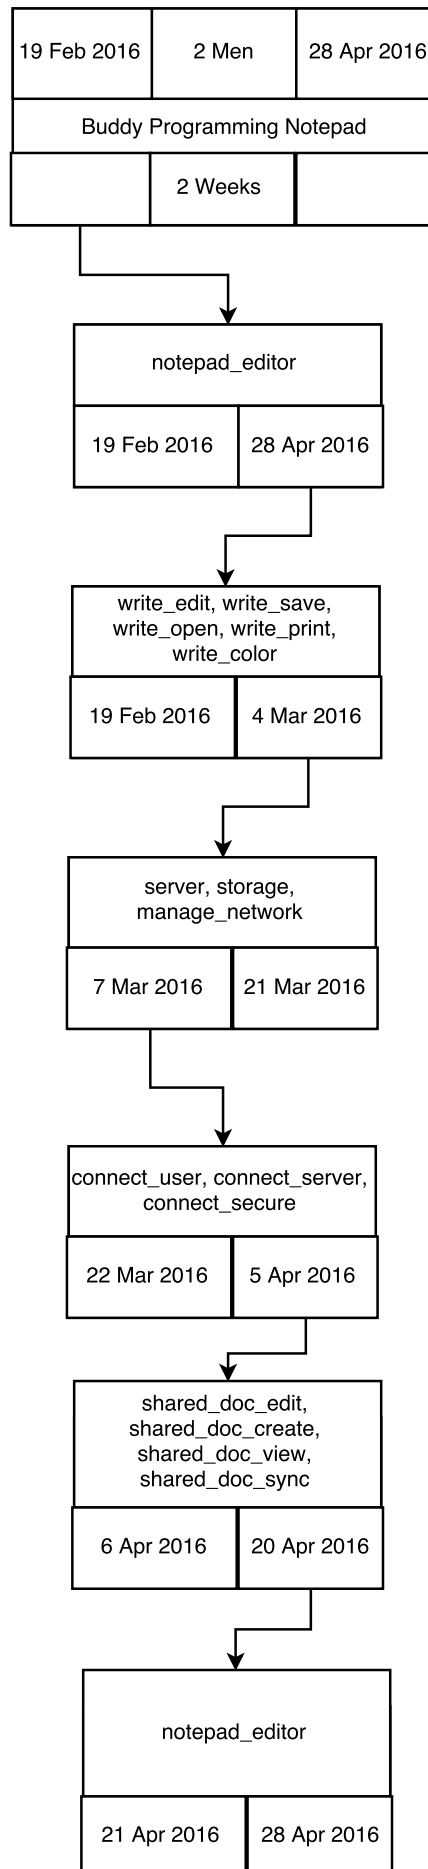 19 Feb 2016
2 Men
28 Apr 2016
Buddy Programming Notepad
2 Weeks
notepad_editor
19 Feb 2016
28 Apr 2016
write_edit, write_save,
write_open, write_print,
write_color
19 Feb 2016
4 Mar 2016
server, storage,
manage_network
7 Mar 2016
21 Mar 2016
connect_user, connect_server,
connect_secure
22 Mar 2016
5 Apr 2016
shared_doc_edit,
shared_doc_create,
shared_doc_view,
shared_doc_sync
6 Apr 2016
20 Apr 2016
notepad_editor
21 Apr 2016
28 Apr 2016